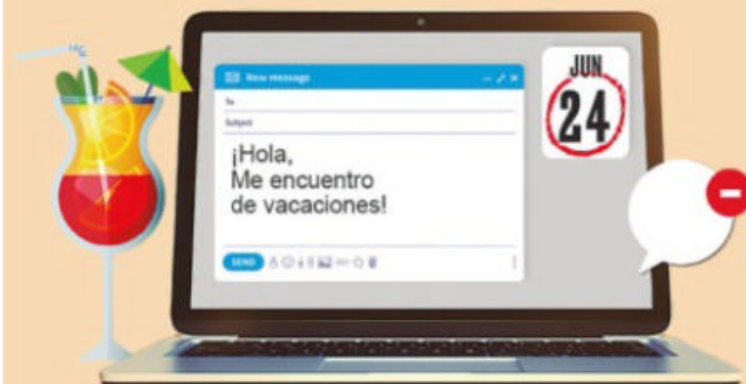 New message
To
Subject
¡Hola,
Me encuentro
de vacaciones!
SEND
JUN
24